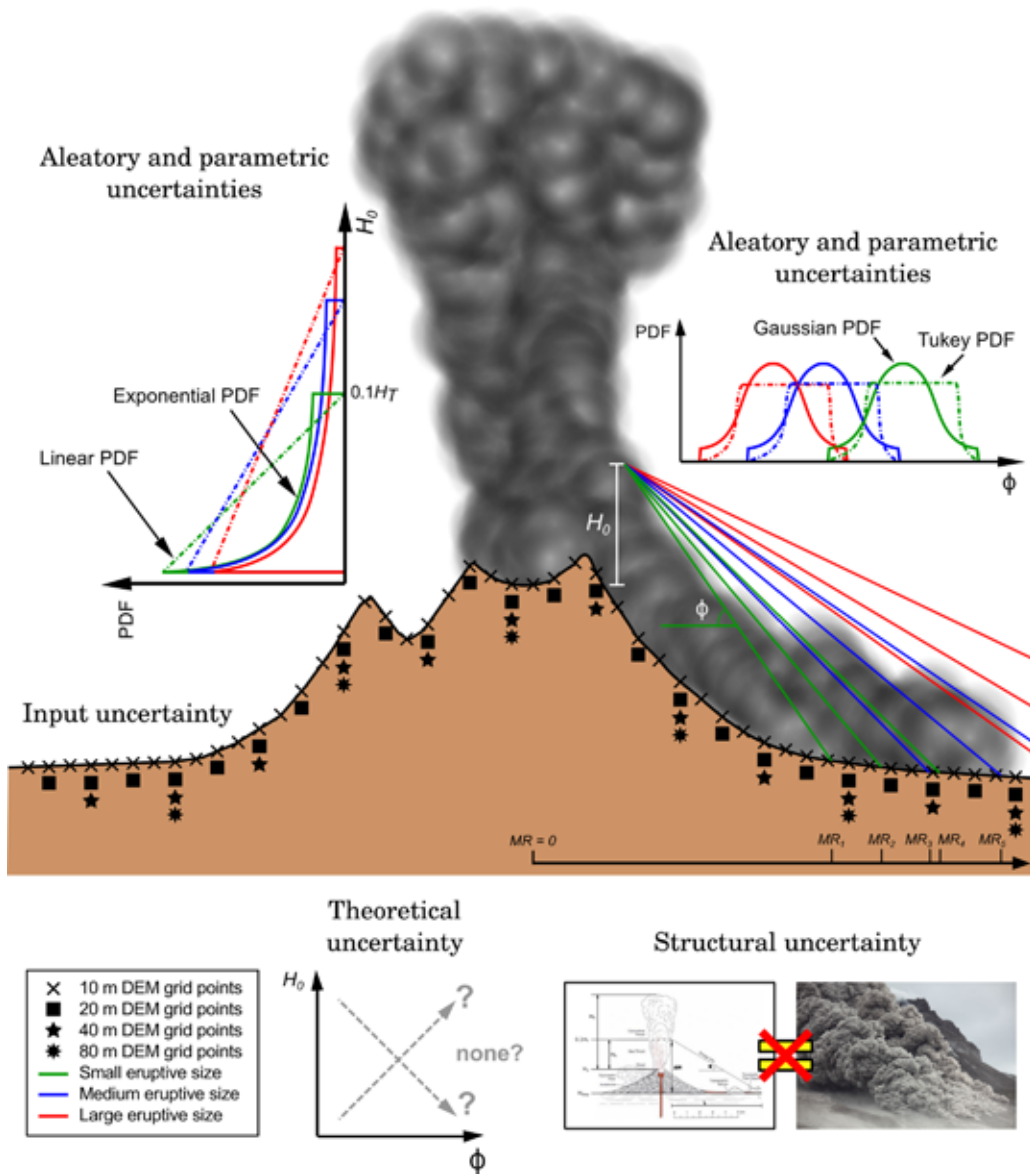 Aleatory and parametric
uncertainties
H₀
Exponential PDF
0.1H_T
Linear PDF
PDF
Aleatory and parametric
uncertainties
PDF
Gaussian PDF
Tukey PDF
ϕ
H₀
ϕ
Input uncertainty
MR = 0
MR₁
MR₂
MR₃
MR₄
MR₅
Theoretical
uncertainty
H₀
?
none?
?
ϕ
Structural uncertainty
10 m DEM grid points
20 m DEM grid points
40 m DEM grid points
80 m DEM grid points
Small eruptive size
Medium eruptive size
Large eruptive size